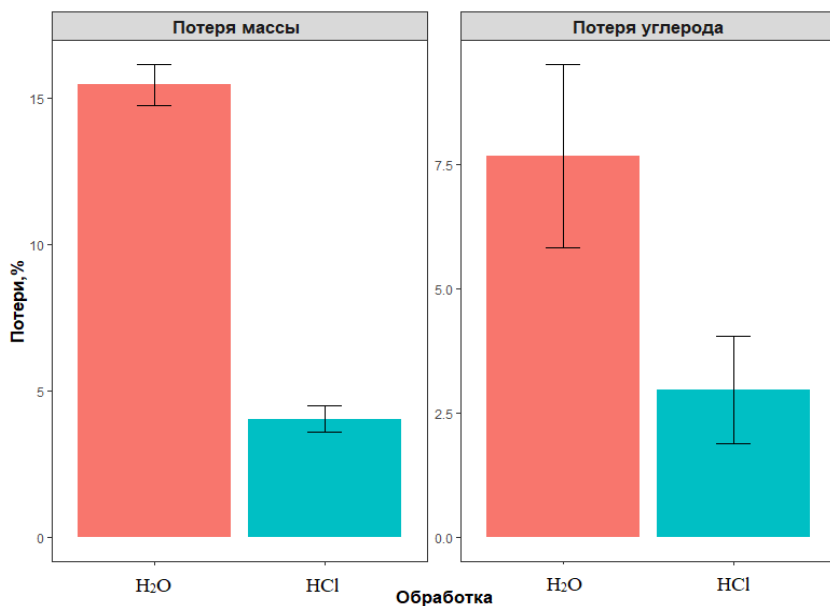 Потеря массы
Потеря углерода
Потери,%
15
10
5
0
7.5
5.0
2.5
0.0
H₂O
HCl
H₂O
HCl
Обработка